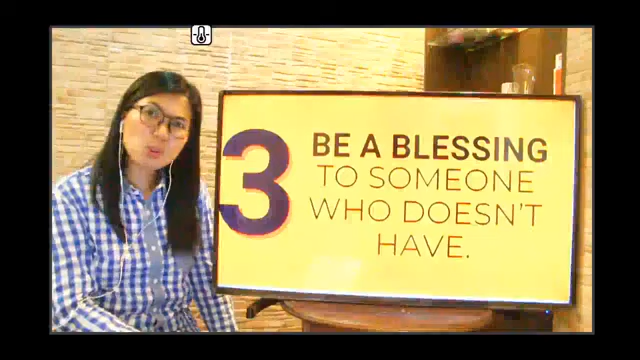 3
BE A BLESSING
TO SOMEONE
WHO DOESN'T
HAVE.